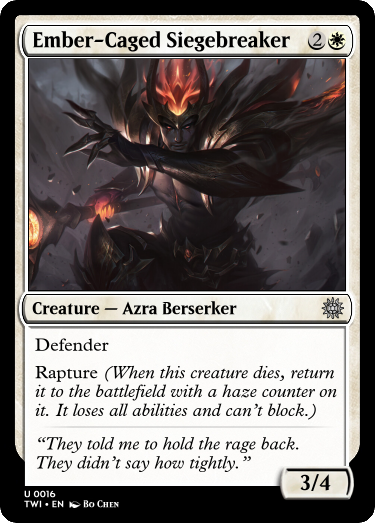 Ember-Caged Siegebreaker 2
Creature — Azra Berserker
Defender
Rapture (When this creature dies, return
it to the battlefield with a haze counter on
it. It loses all abilities and can’t block.)
“They told me to hold the rage back.
They didn’t say how tightly.”
3/4
U 0016
TWI • EN Bo Chen